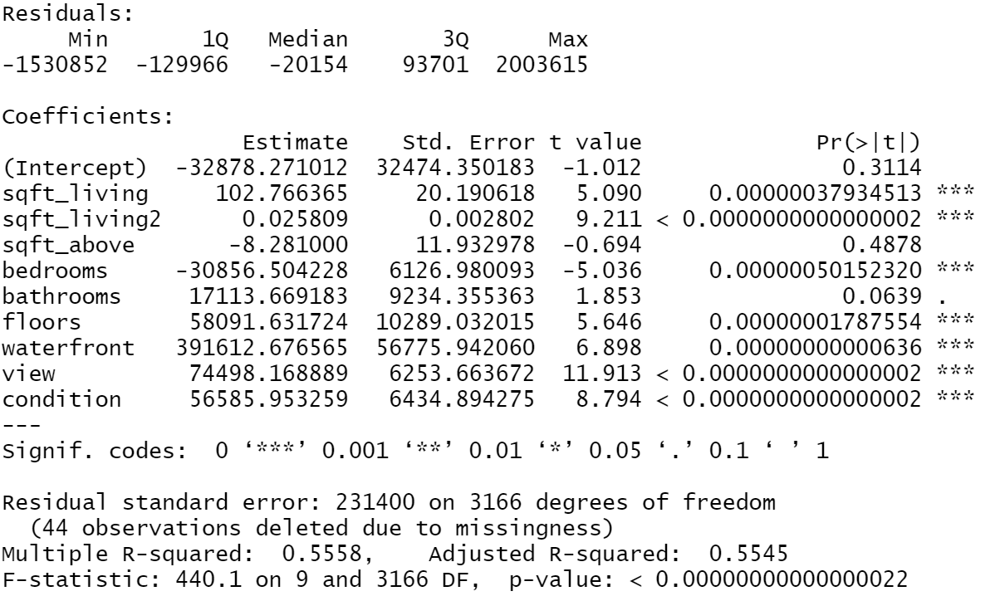 Residuals:
     Min       1Q   Median       3Q      Max
-1530852  -129966   -20154    93701  2003615

Coefficients:
                  Estimate    Std. Error t value             Pr(>|t|)
(Intercept)  -32878.271012  32474.350183  -1.012               0.3114
sqft_living     102.766365     20.190618   5.090     0.00000037934513 ***
sqft_living2      0.025809      0.002802   9.211 < 0.0000000000000002 ***
sqft_above       -8.281000     11.932978  -0.694               0.4878
bedrooms     -30856.504228   6126.980093  -5.036     0.00000050152320 ***
bathrooms     17113.669183   9234.355363   1.853               0.0639 .
floors        58091.631724  10289.032015   5.646     0.00000001787554 ***
waterfront   391612.676565  56775.942060   6.898     0.00000000000636 ***
view          74498.168889   6253.663672  11.913 < 0.0000000000000002 ***
condition     56585.953259   6434.894275   8.794 < 0.0000000000000002 ***
---
Signif. codes:  0 ‘***’ 0.001 ‘**’ 0.01 ‘*’ 0.05 ‘.’ 0.1 ‘ ’ 1

Residual standard error: 231400 on 3166 degrees of freedom
  (44 observations deleted due to missingness)
Multiple R-squared:  0.5558,    Adjusted R-squared:  0.5545
F-statistic: 440.1 on 9 and 3166 DF,  p-value: < 0.00000000000000022